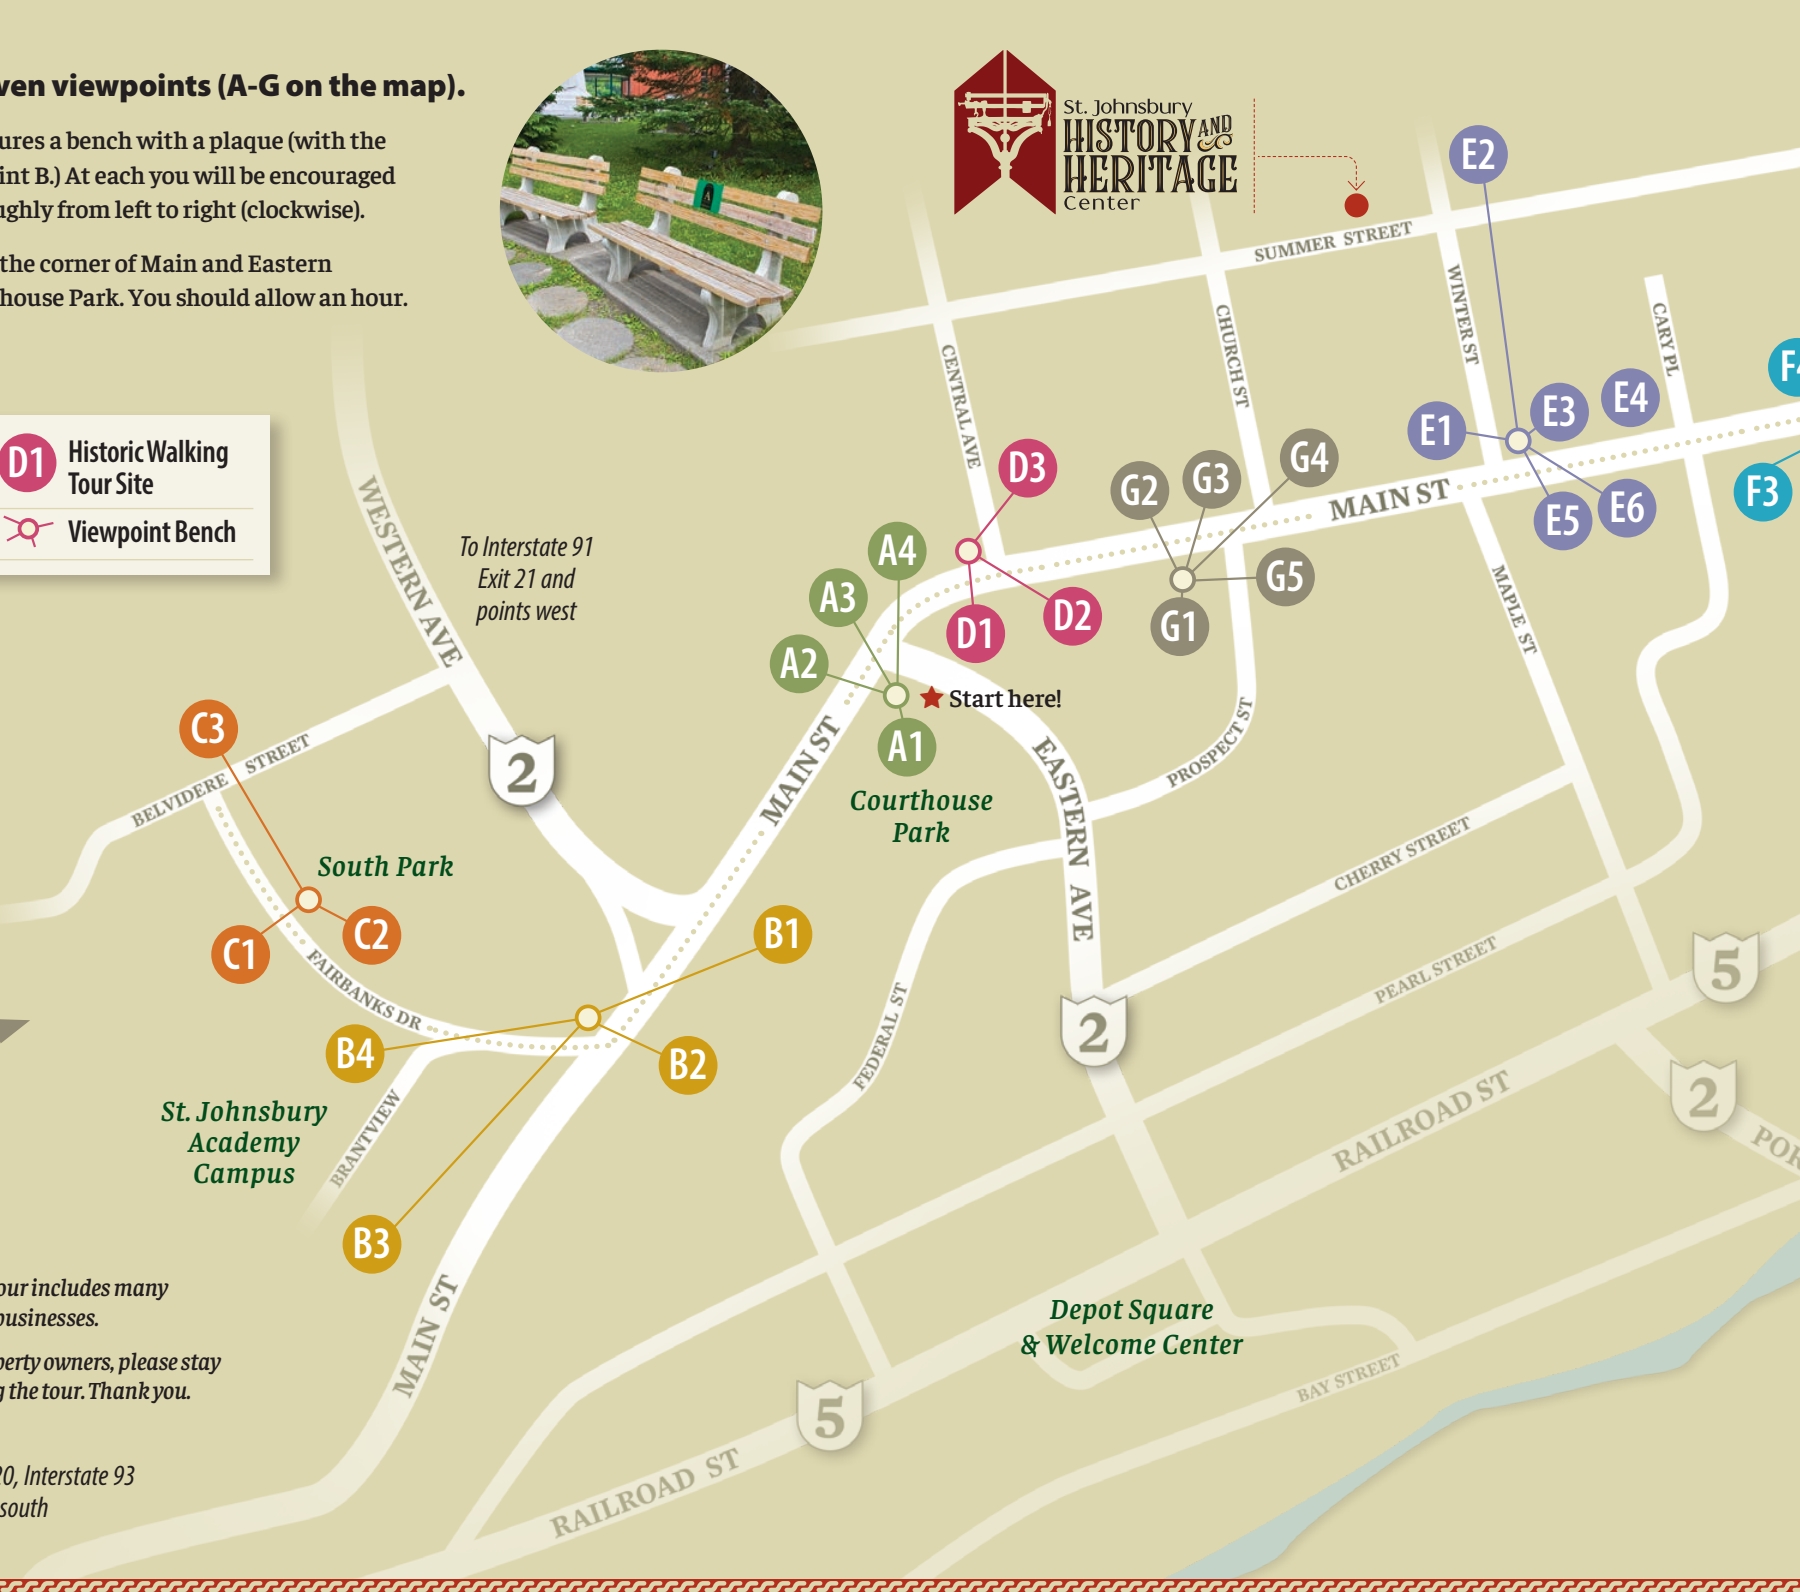 ven viewpoints (A-G on the map).
ures a bench with a plaque (with the
int B.) At each you will be encouraged
ughly from left to right (clockwise).
the corner of Main and Eastern
house Park. You should allow an hour.
A
St. Johnsbury
HISTORY AND
HERITAGE
Center
D1
Historic Walking
Tour Site
Viewpoint Bench
SUMMER STREET
WINTER ST
CARY PL
CHURCH ST
CENTRAL AVE
E2
E1
E3
E4
E5
E6
F4
F3
D3
D1
D2
G2
G3
G4
G5
G1
MAIN ST
MAPLE ST
WESTERN AVE
To Interstate 91
Exit 21 and
points west
A4
A3
A2
A1
Start here!
Courthouse
Park
MAIN ST
EASTERN AVE
PROSPECT ST
C3
BELVIDERE STREET
2
South Park
C1
C2
FAIRBANKS DR
B1
B4
B2
B3
BRANTVIEW
St. Johnsbury
Academy
Campus
CHERRY STREET
PEARL STREET
FEDERAL ST
2
5
2
RAILROAD ST
POR
our includes many
businesses.
perty owners, please stay
g the tour. Thank you.
MAIN ST
Depot Square
& Welcome Center
BAY STREET
5
RAILROAD ST
20, Interstate 93
south